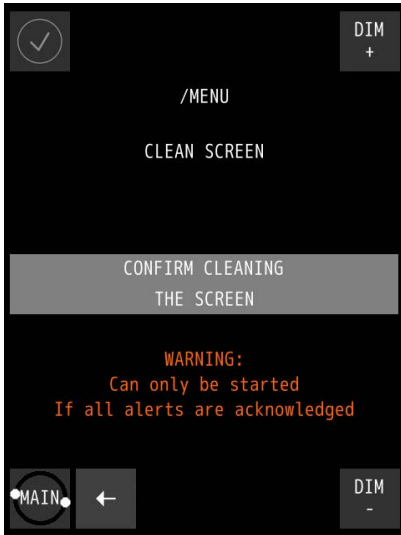 DIM
+
/MENU
CLEAN SCREEN
CONFIRM CLEANING
THE SCREEN
WARNING:
Can only be started
If all alerts are acknowledged
MAIN
←
DIM
-